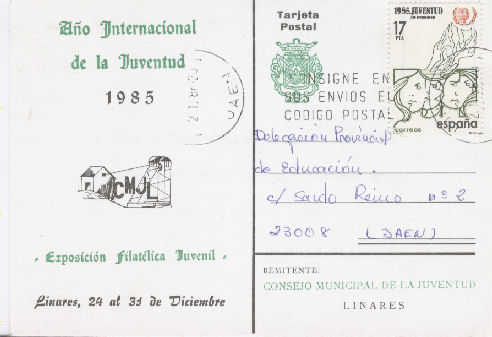 Año Internacional
de la Juventud
1985
CMJL
- Exposición Filatélica Juvenil -
Linares, 24 al 31 de Diciembre
Tarjeta
Postal
1985 JUVENTUD
17
PTA
correos
españa
JAEN
CONSIGNE EN
SUS ENVIOS EL
CODIGO POSTAL
Delegación Provincial
de Educación.
c/ Santo Reino nº 2
23008 (JAEN)
REMITENTE:
CONSEJO MUNICIPAL DE LA JUVENTUD
LINARES